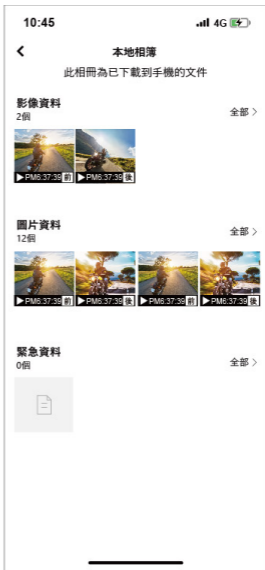 10:45 4G
本地相簿
此相冊為已下載到手機的文件
影像資料
2個 全部
PM6:37:39 前 PM6:37:39 後
圖片資料
12個 全部
PM6:37:39 前 PM6:37:39 後 PM6:37:39 前 PM6:37:39 後
緊急資料
0個 全部